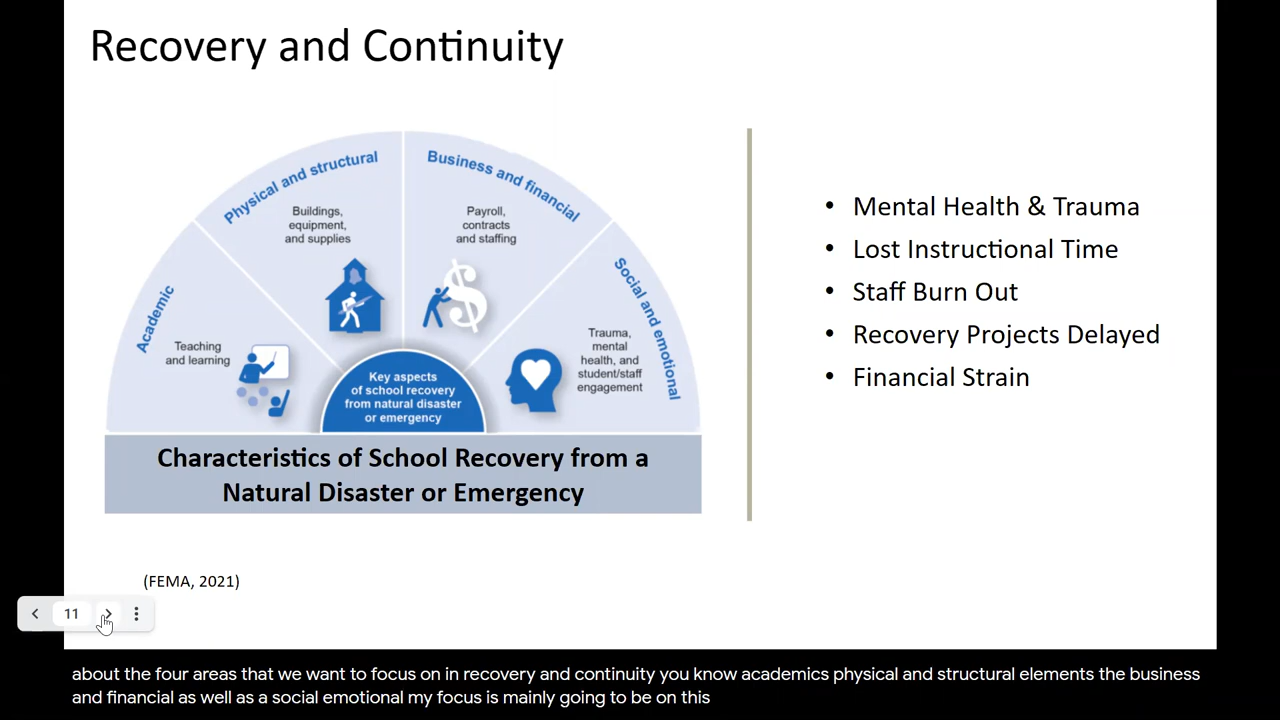 Recovery and Continuity
Academic
Teaching
and learning
Physical and structural
Buildings,
equipment,
and supplies
Business and financial
Payroll,
contracts
and staffing
Social and emotional
Trauma,
mental
health, and
student/staff
engagement
Key aspects
of school recovery
from natural disaster
or emergency
Characteristics of School Recovery from a
Natural Disaster or Emergency
• Mental Health & Trauma
• Lost Instructional Time
• Staff Burn Out
• Recovery Projects Delayed
• Financial Strain
(FEMA, 2021)
11
about the four areas that we want to focus on in recovery and continuity you know academics physical and structural elements the business
and financial as well as a social emotional my focus is mainly going to be on this